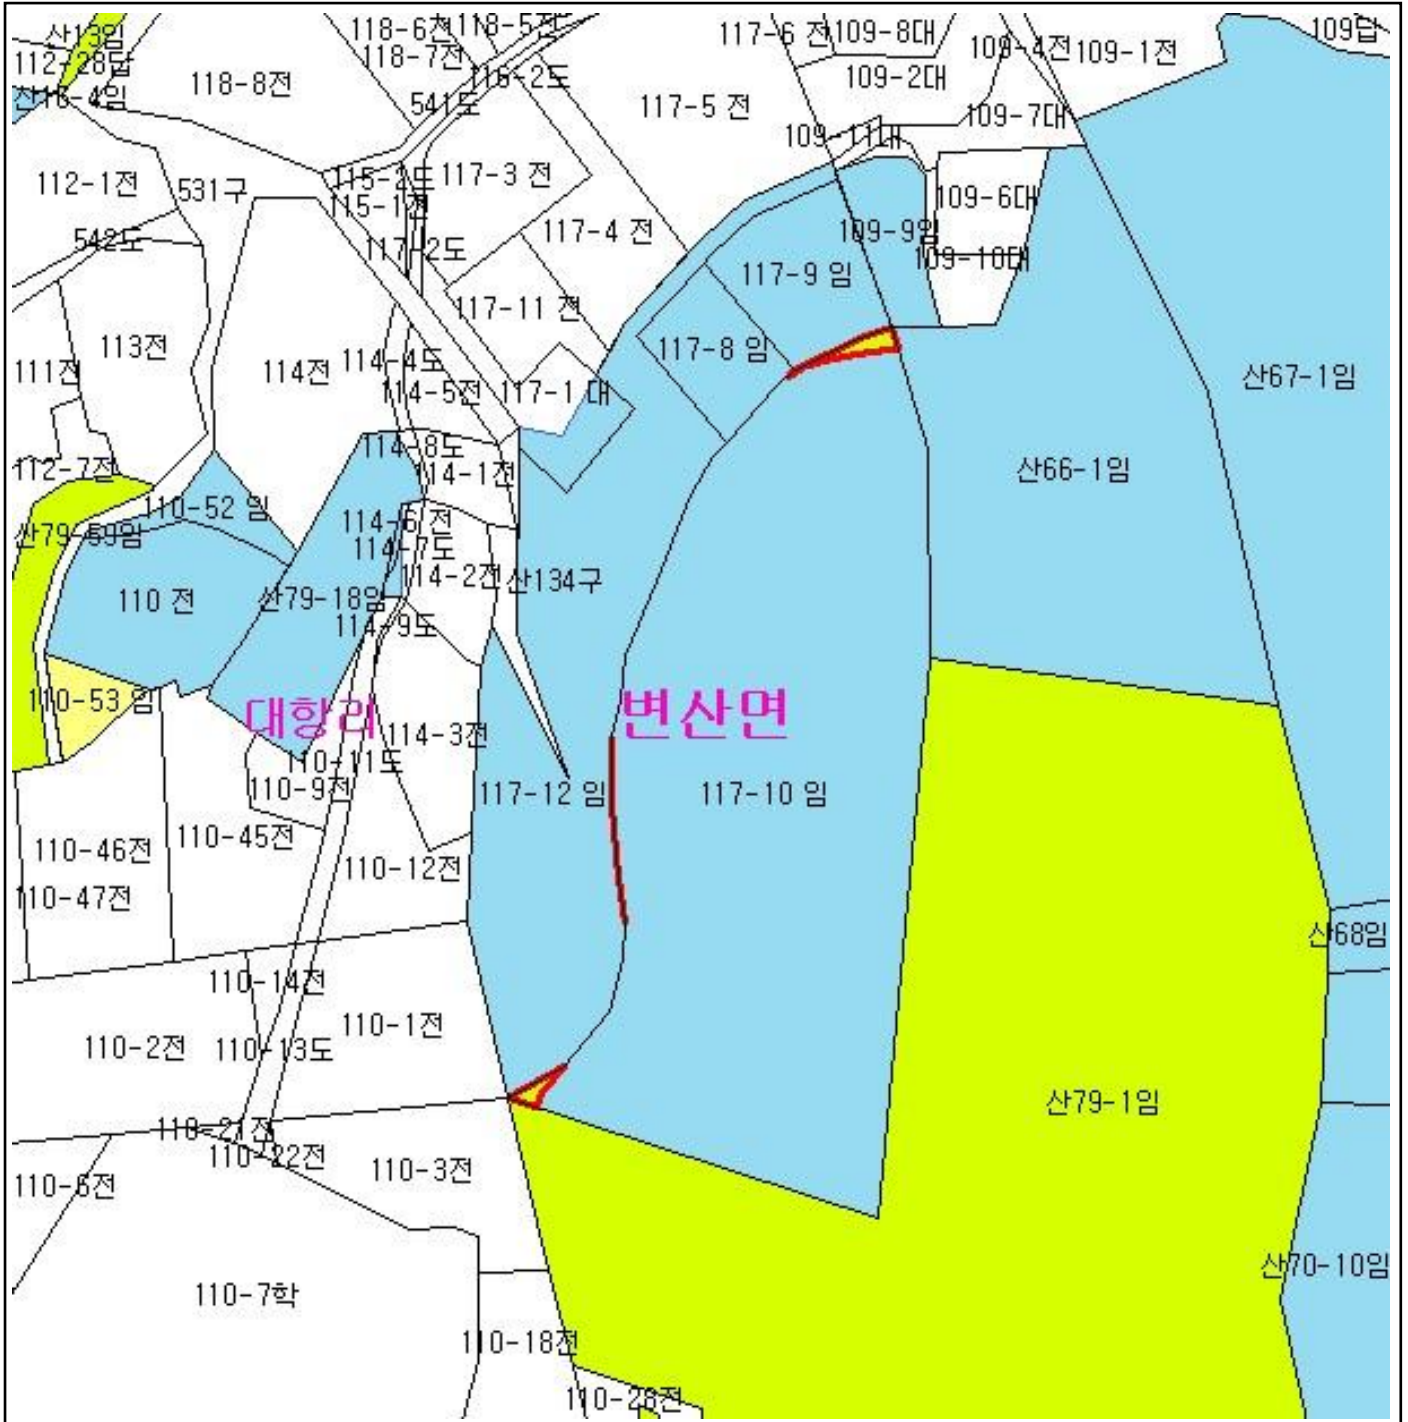 산13임
118-6전
118-5전
117-6 전
109-8대
109-4전
109답
112-28답
118-7전
116-2도
109-1전
118-8전
109-2대
산16-4임
541도
117-5 전
109-7대
109-11대
112-1전
531구
115-2도
117-3 전
115-1전
109-6대
542도
117-2도
117-4 전
109-9임
109-10대
117-9 임
117-11 전
113전
114-4도
117-8 임
111전
114전
114-5전
117-1 대
산67-1임
114-8도
112-7전
114-1전
산66-1임
110-52 임
114-6 전
산79-59임
114-7도
114-2전
산134구
110 전
산79-18임
114-9도
110-53 임
대항리
변산면
114-3전
110-11도
110-9전
117-12 임
117-10 임
110-45전
110-46전
110-12전
110-47전
산68임
110-14전
110-1전
110-2전
110-13도
산79-1임
110-21전
110-22전
110-3전
110-6전
산70-10임
110-7학
110-18전
110-28전